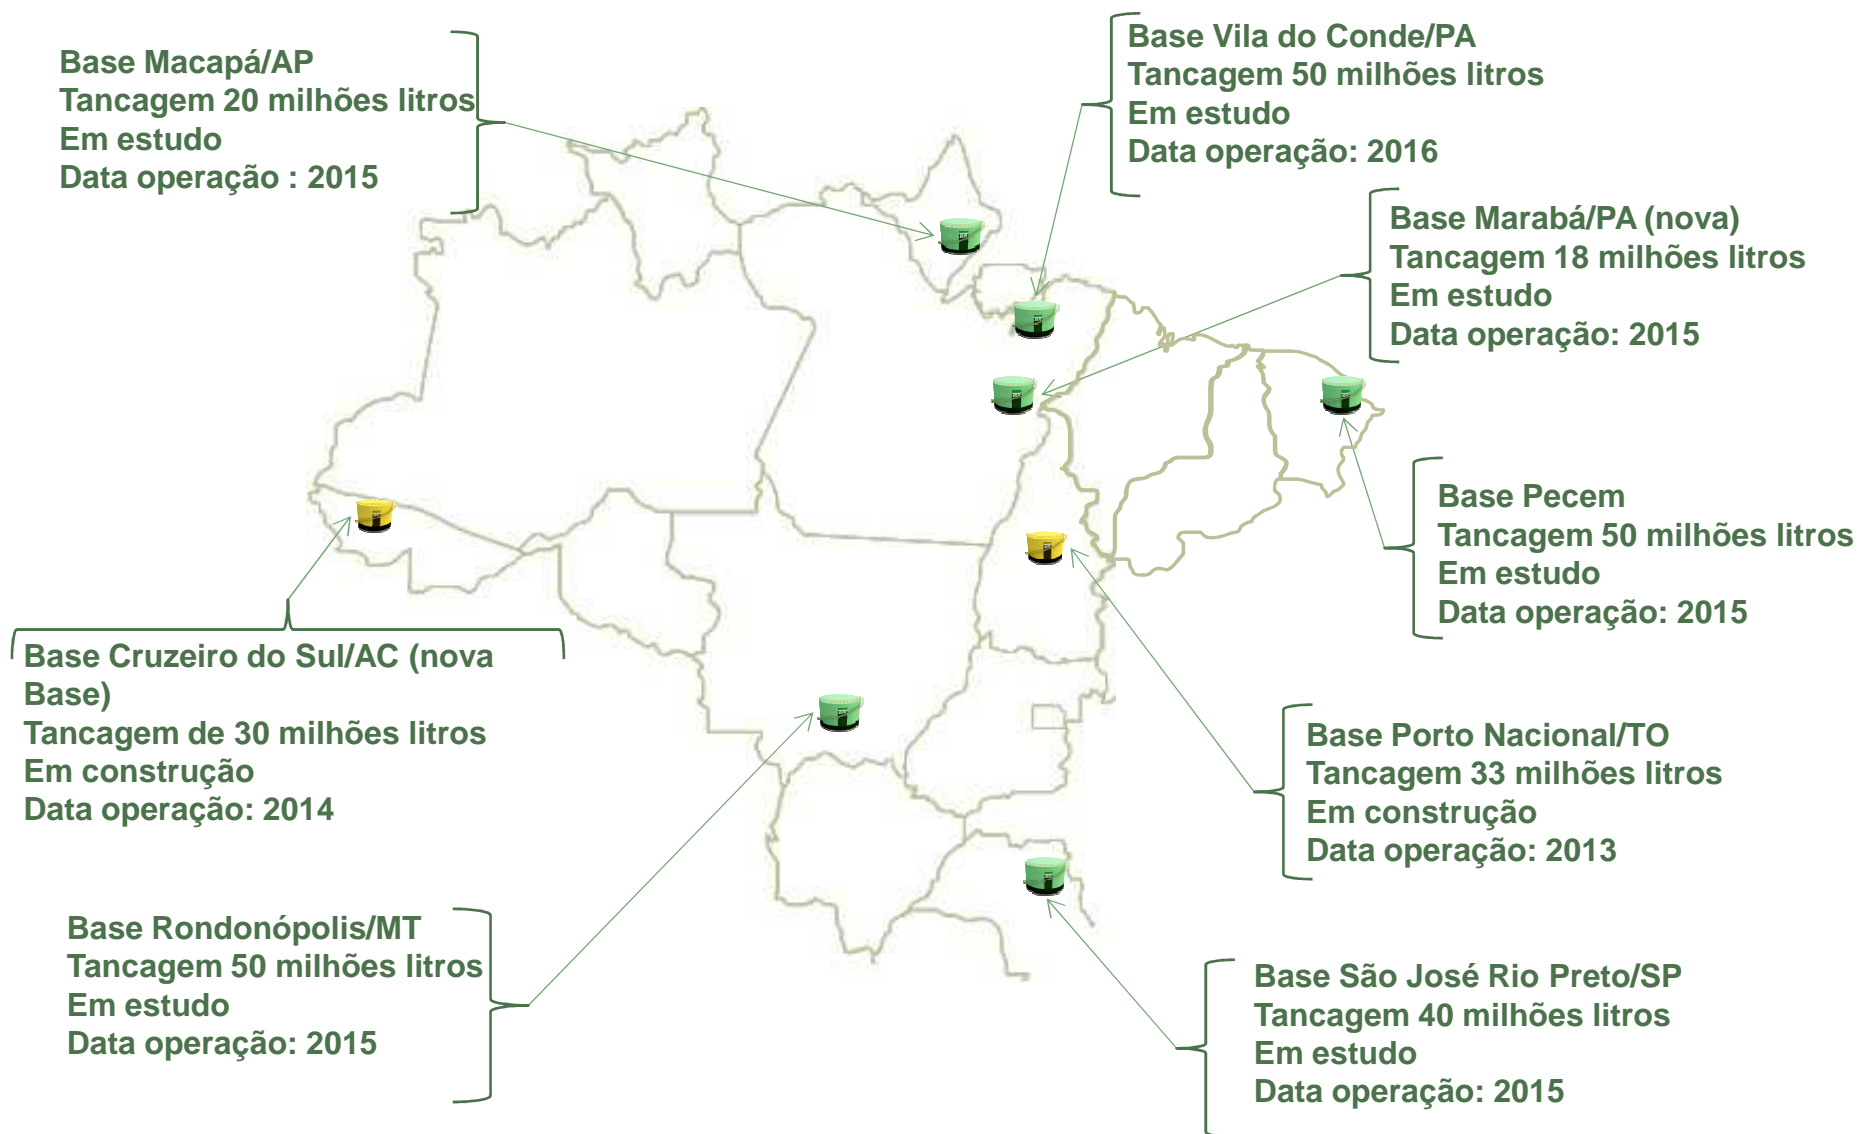 Base Macapá/AP
Tancagem 20 milhões litros
Em estudo
Data operação : 2015
Base Vila do Conde/PA
Tancagem 50 milhões litros
Em estudo
Data operação: 2016
Base Marabá/PA (nova)
Tancagem 18 milhões litros
Em estudo
Data operação: 2015
Base Pecem
Tancagem 50 milhões litros
Em estudo
Data operação: 2015
Base Cruzeiro do Sul/AC (nova
Base)
Tancagem de 30 milhões litros
Em construção
Data operação: 2014
Base Porto Nacional/TO
Tancagem 33 milhões litros
Em construção
Data operação: 2013
Base Rondonópolis/MT
Tancagem 50 milhões litros
Em estudo
Data operação: 2015
Base São José Rio Preto/SP
Tancagem 40 milhões litros
Em estudo
Data operação: 2015